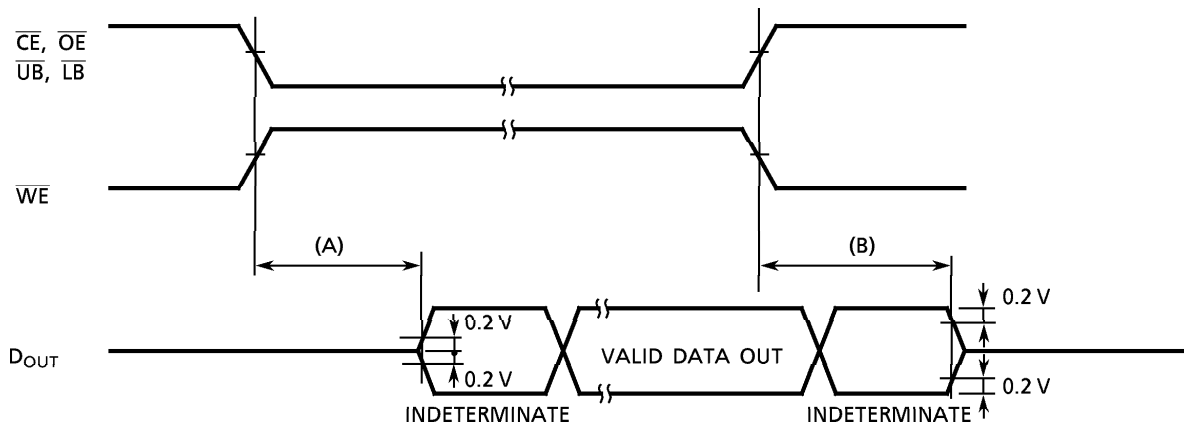 CE, OE
UB, LB
WE
(A)
(B)
0.2 V
0.2 V
DOUT
VALID DATA OUT
0.2 V
0.2 V
INDETERMINATE
INDETERMINATE